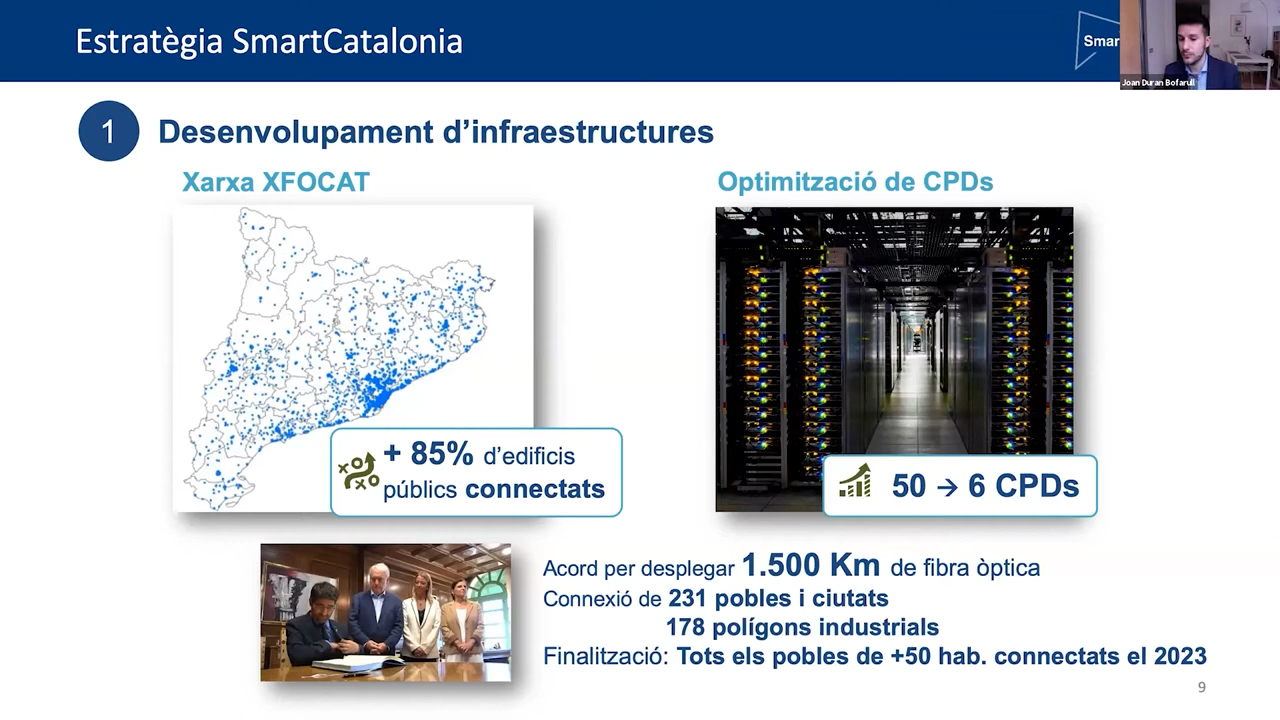 Estratègia SmartCatalonia
Smar
Joan Duran Bofarull
1
Desenvolupament d’infraestructures
Xarxa XFOCAT
+ 85% d’edificis
públics connectats
Optimització de CPDs
50 → 6 CPDs
Acord per desplegar 1.500 Km de fibra òptica
Connexió de 231 pobles i ciutats
178 polígons industrials
Finalització: Tots els pobles de +50 hab. connectats el 2023
9